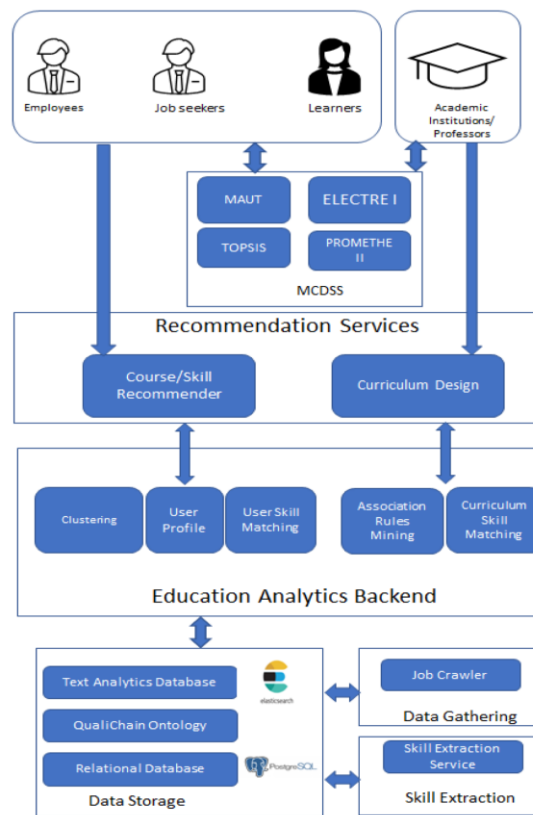 Employees
Job seekers
Learners
Academic
Institutions/
Professors
MAUT
ELECTRE I
TOPSIS
PROMETHE
II
MCDSS
Recommendation Services
Course/Skill
Recommender
Curriculum Design
Clustering
User
Profile
User Skill
Matching
Association
Rules
Mining
Curriculum
Skill
Matching
Education Analytics Backend
Text Analytics Database
elasticsearch
QualiChain Ontology
Relational Database
PostgreSQL
Data Storage
Job Crawler
Data Gathering
Skill Extraction
Service
Skill Extraction